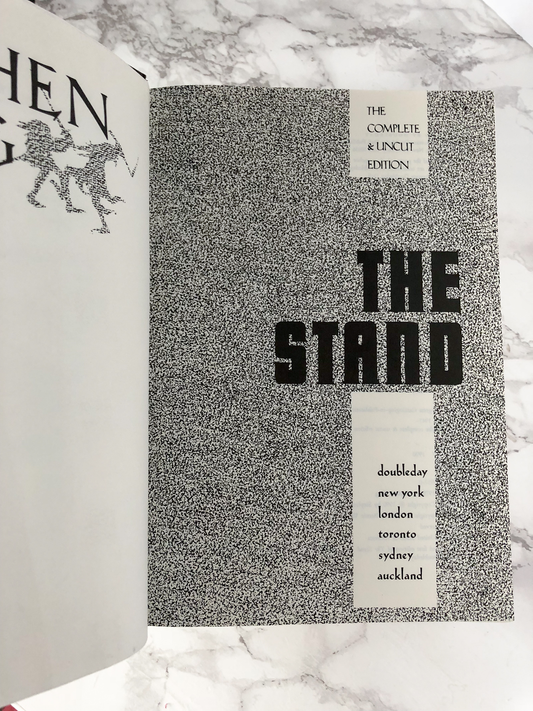 HEN
G
THE
COMPLETE
& UNCUT
EDITION
THE
STAND
doubleday
new york
london
toronto
sydney
auckland